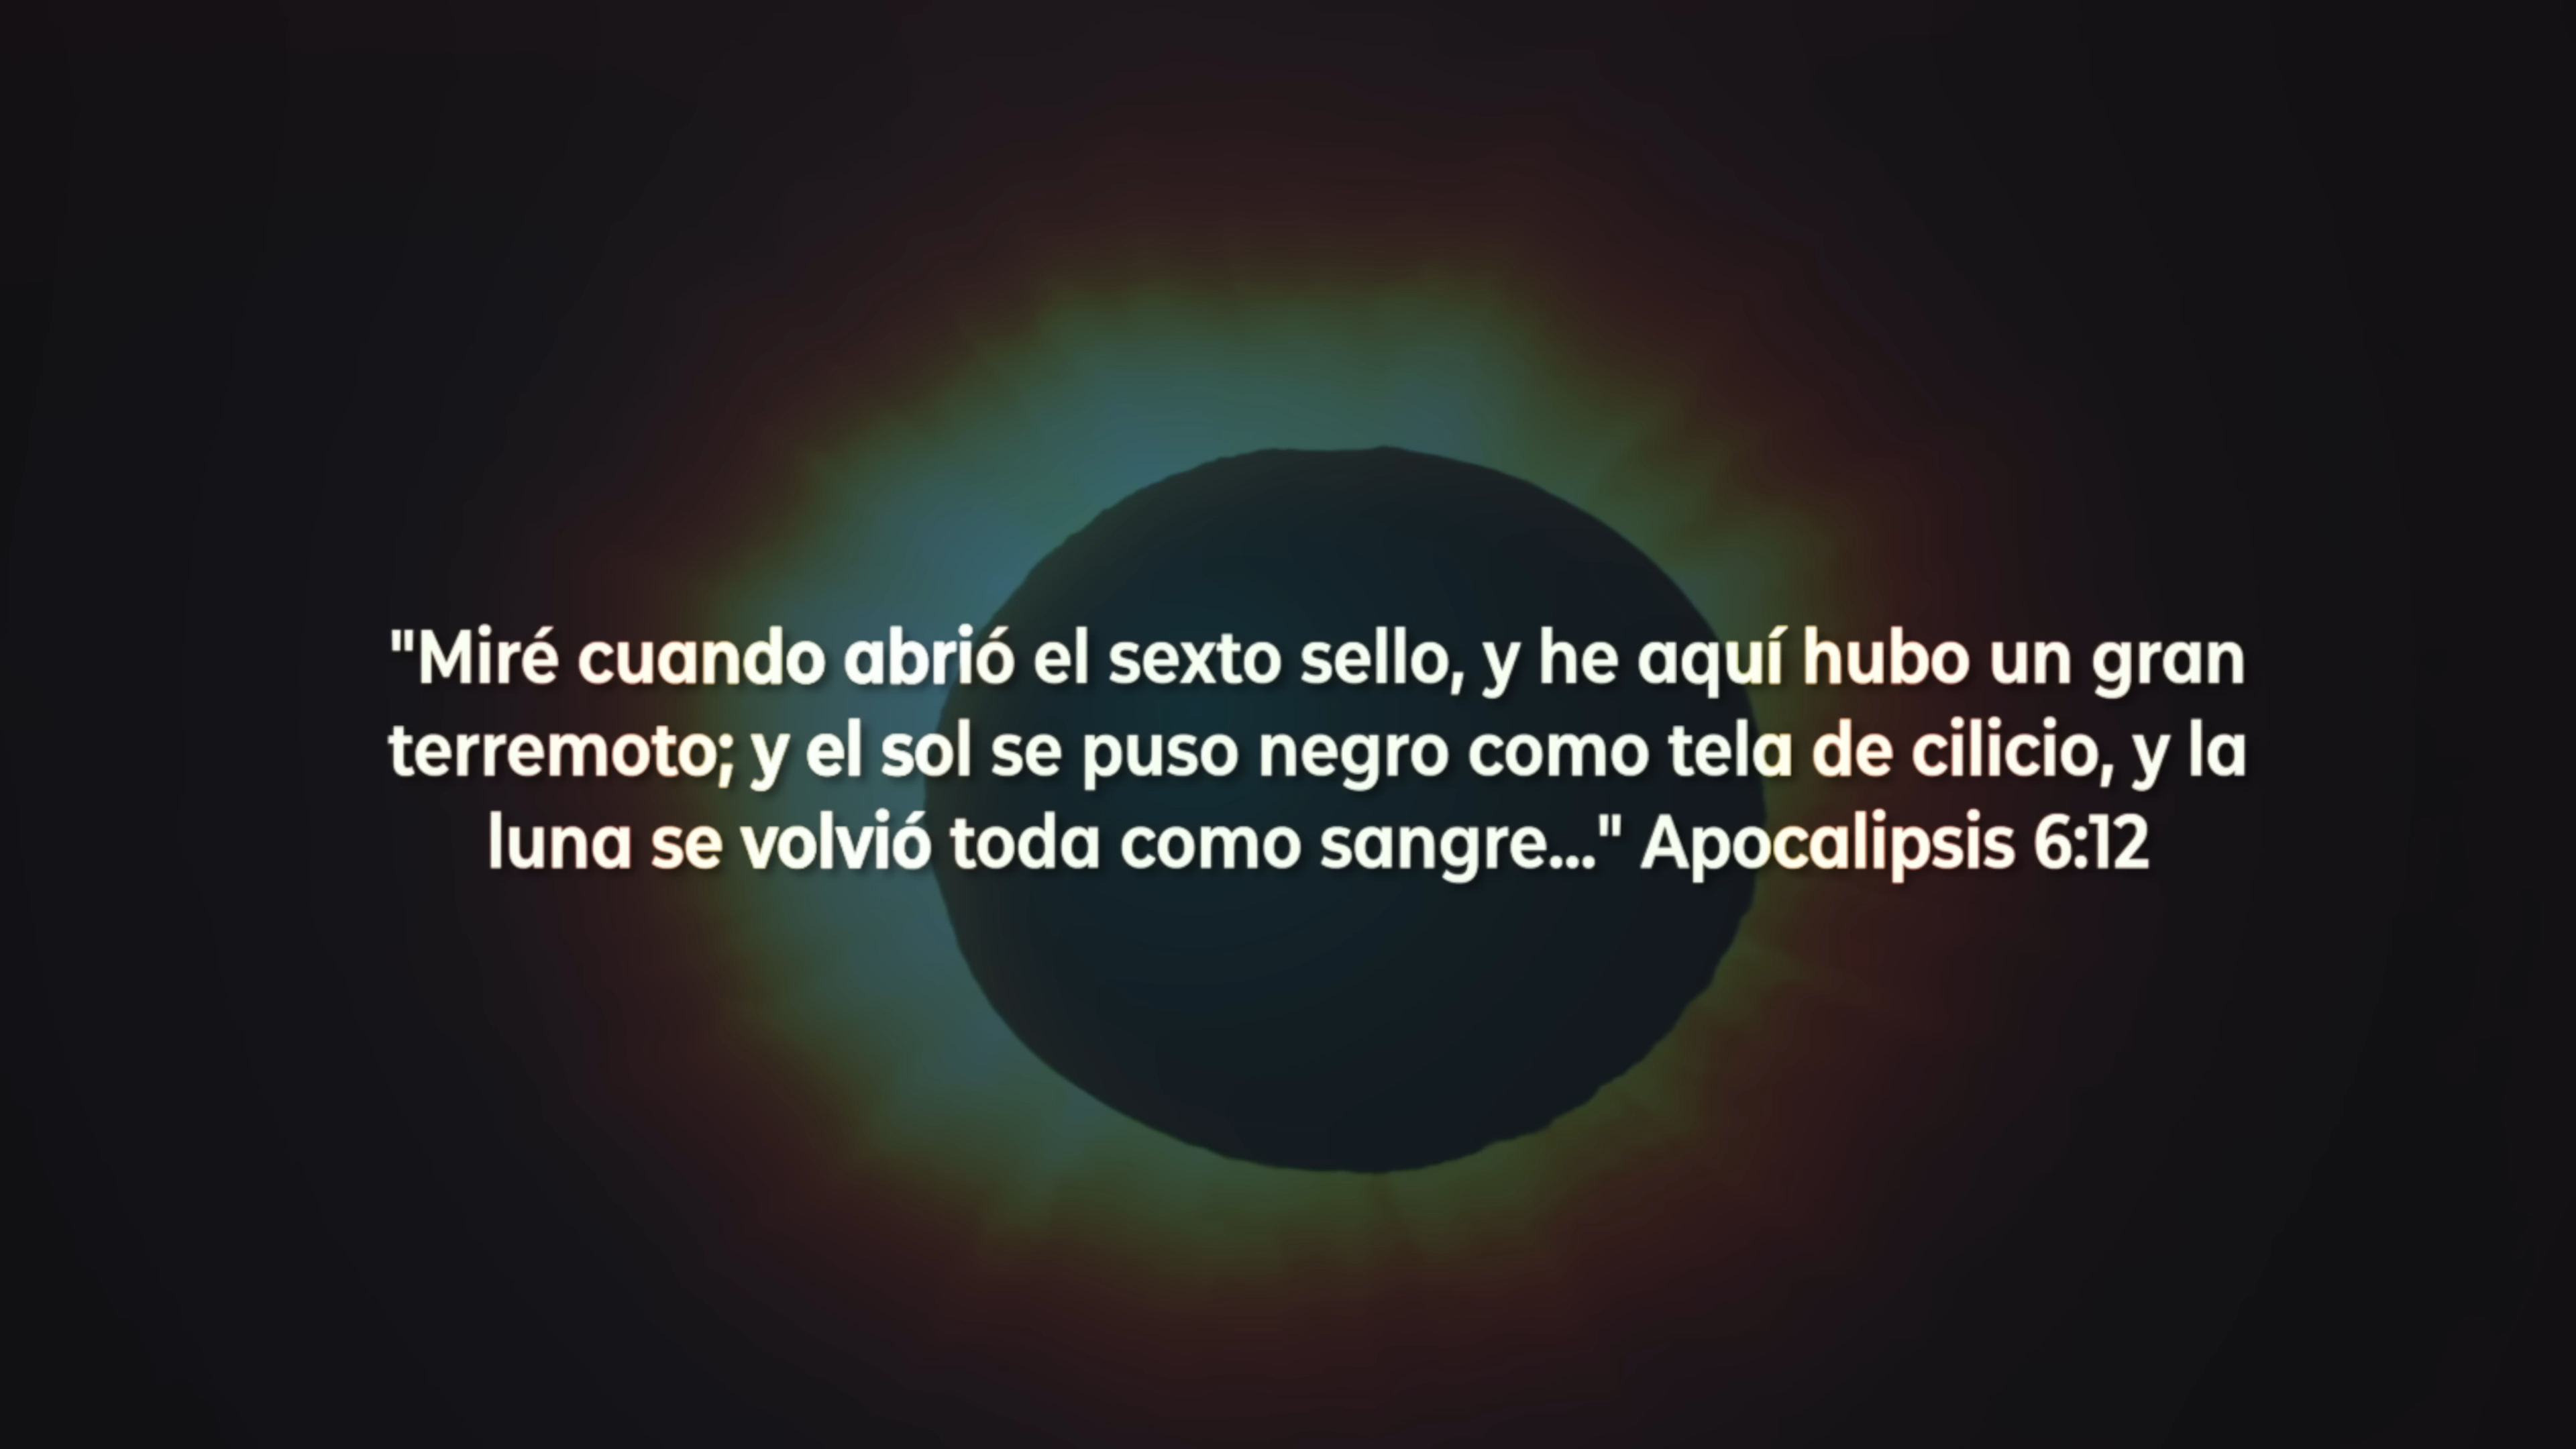 "Miré cuando abrió el sexto sello, y he aquí hubo un gran
terremoto; y el sol se puso negro como tela de cilicio, y la
luna se volvió toda como sangre..." Apocalipsis 6:12